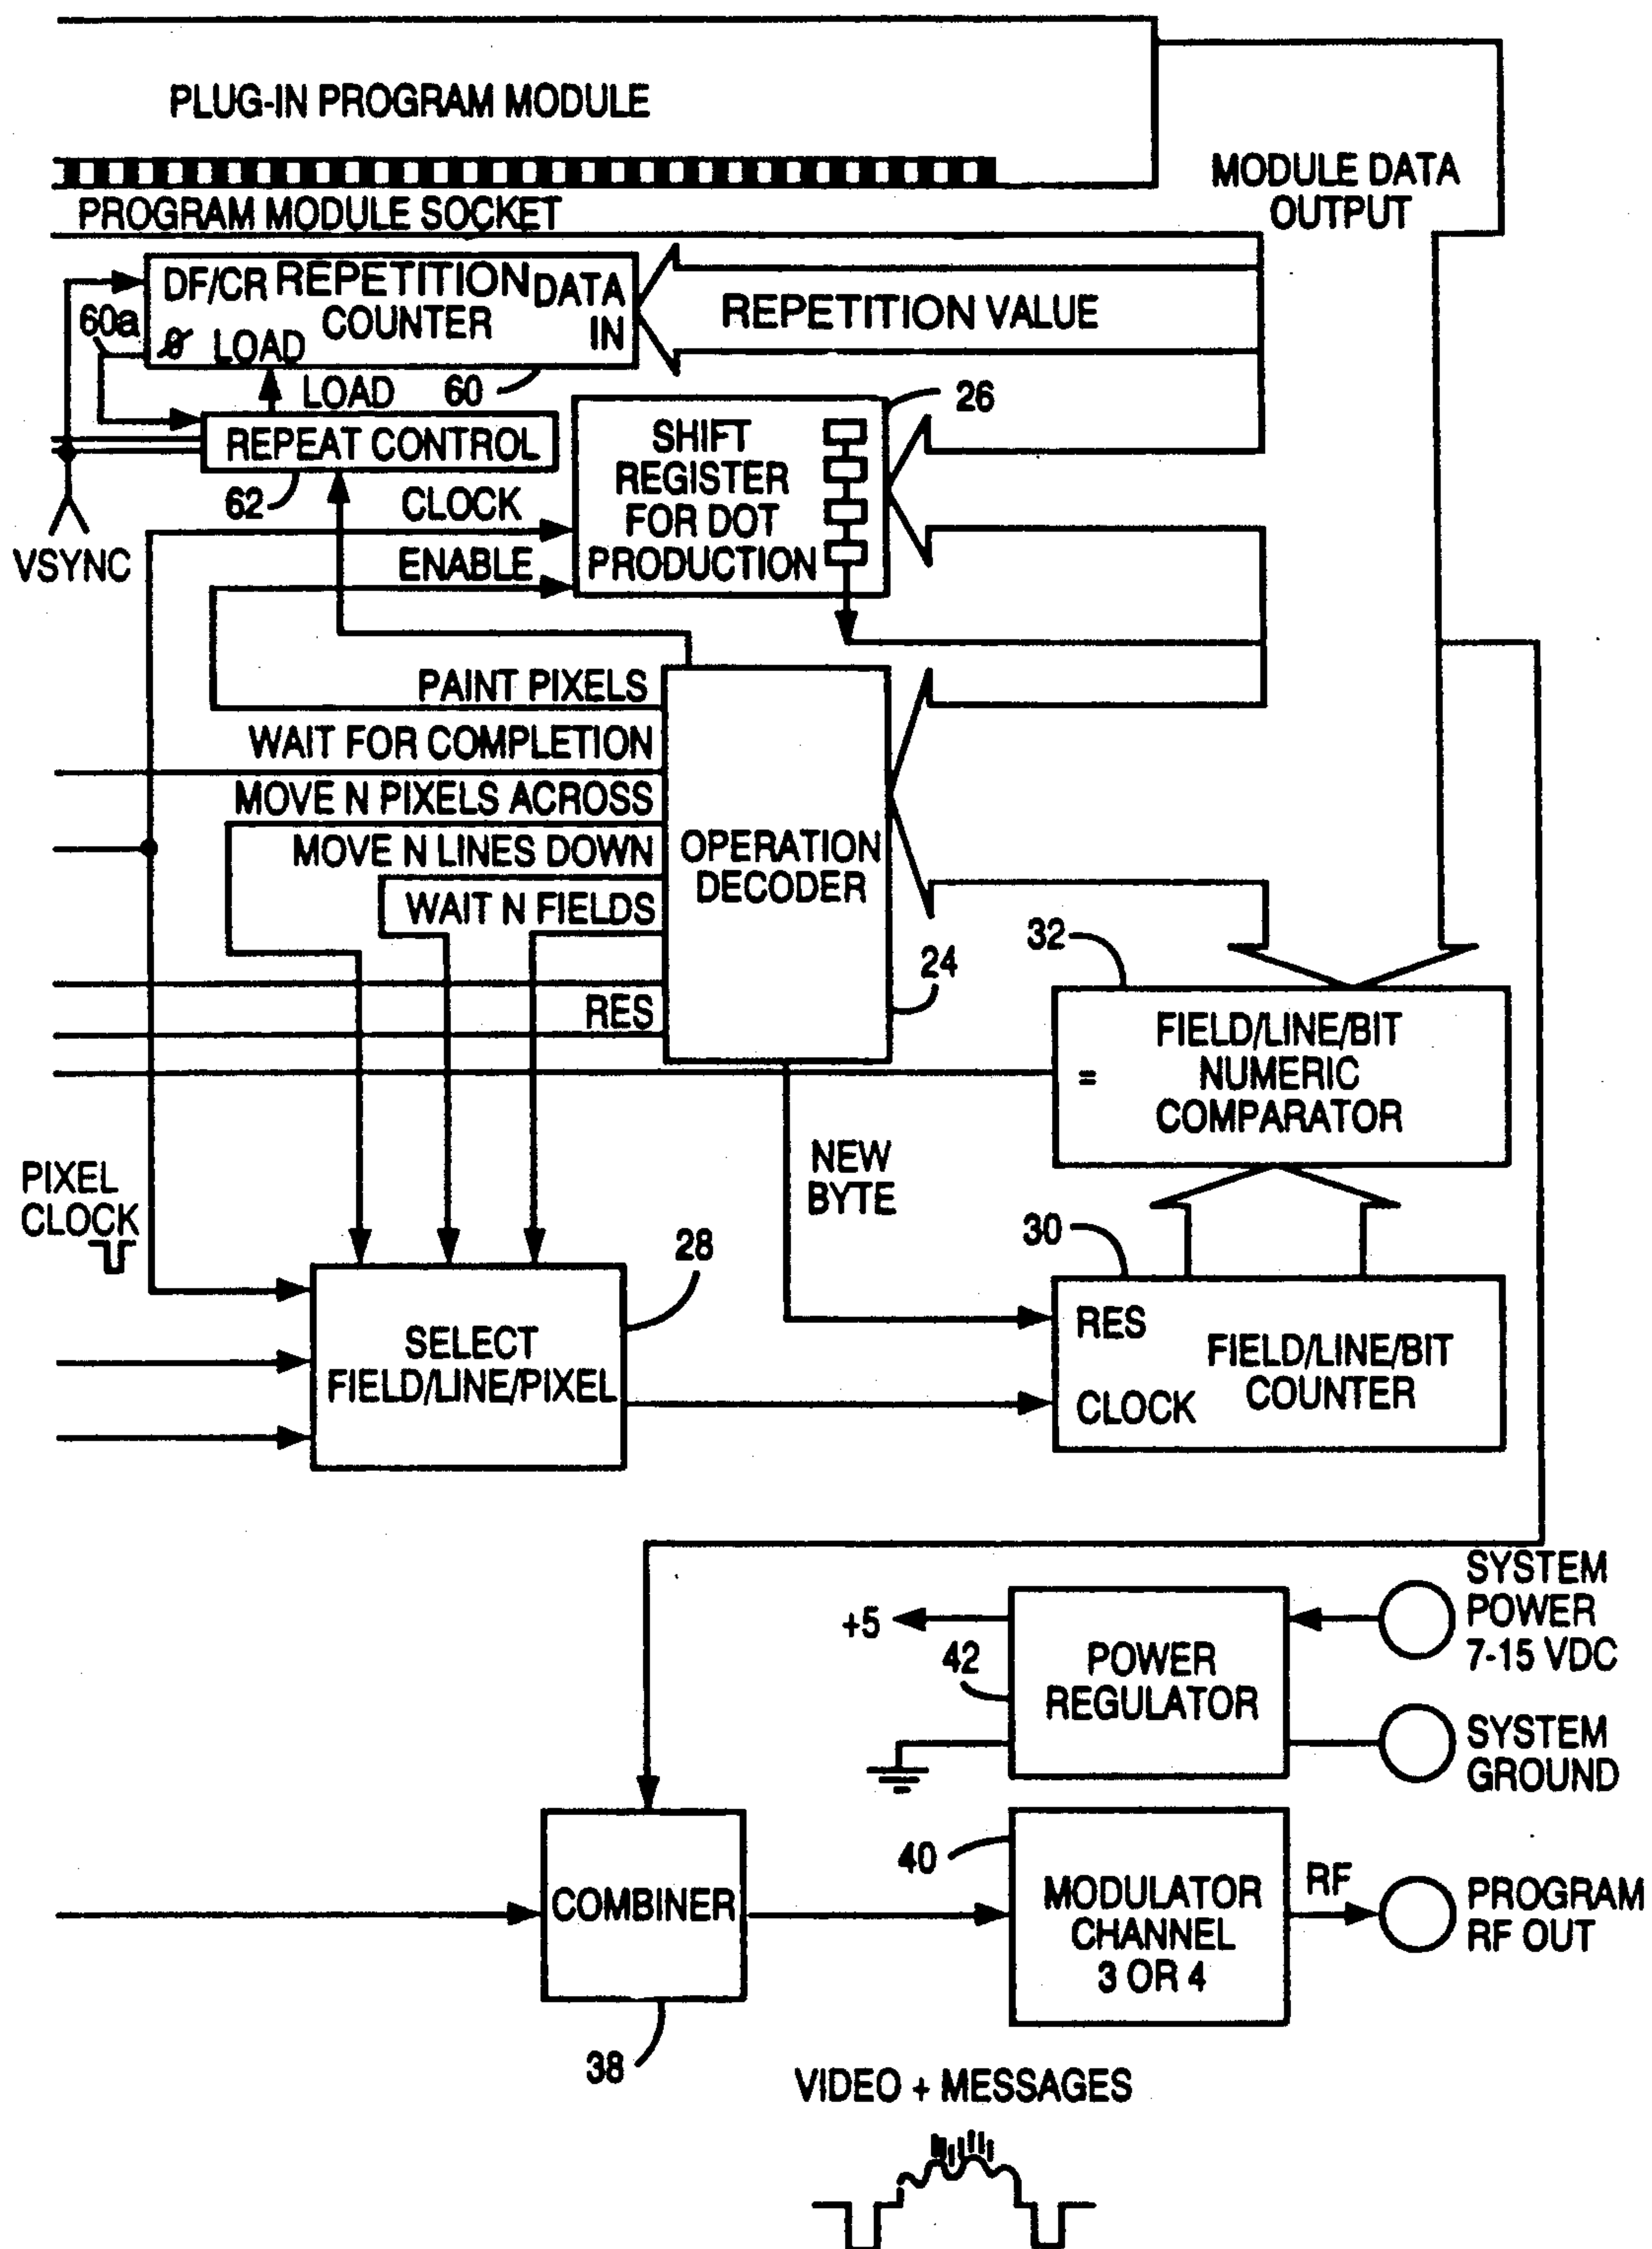 PLUG-IN PROGRAM MODULE
MODULE DATA
OUTPUT
PROGRAM MODULE SOCKET
DF/CR REPETITION
COUNTER
DATA
IN
0 LOAD
60a
REPETITION VALUE
LOAD
60
REPEAT CONTROL
62
VSYNC
26
SHIFT
REGISTER
FOR DOT
PRODUCTION
CLOCK
ENABLE
PAINT PIXELS
WAIT FOR COMPLETION
MOVE N PIXELS ACROSS
MOVE N LINES DOWN
WAIT N FIELDS
RES
OPERATION
DECODER
24
32
FIELD/LINE/BIT
NUMERIC
COMPARATOR
=
NEW
BYTE
PIXEL
CLOCK
28
SELECT
FIELD/LINE/PIXEL
30
RES
CLOCK
FIELD/LINE/BIT
COUNTER
+5
42
POWER
REGULATOR
SYSTEM
POWER
7-15 VDC
SYSTEM
GROUND
COMBINER
38
40
MODULATOR
CHANNEL
3 OR 4
RF
PROGRAM
RF OUT
VIDEO + MESSAGES